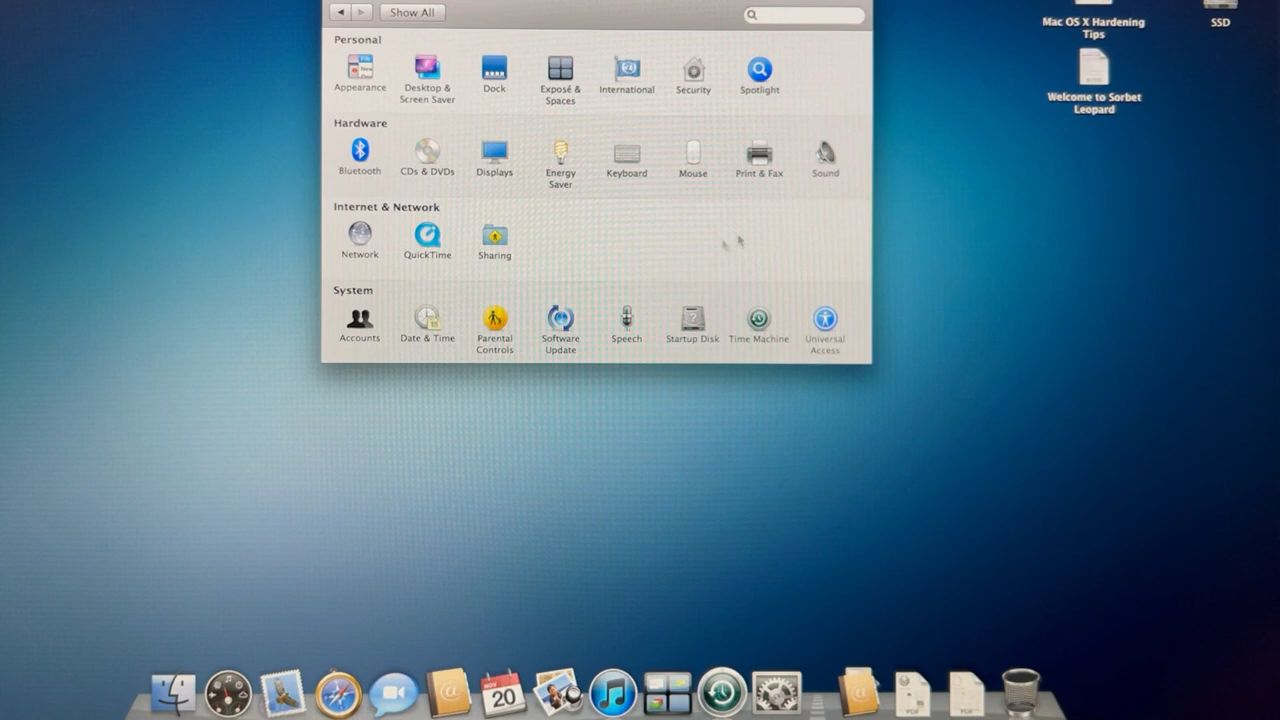 Show All
Mac OS X Hardening
Tips
SSD
Personal
Appearance
Desktop &
Screen Saver
Dock
Exposé &
Spaces
International
Security
Spotlight
Welcome to Sorbet
Leopard
Hardware
Bluetooth
CDs & DVDs
Displays
Energy
Saver
Keyboard
Mouse
Print & Fax
Sound
Internet & Network
Network
QuickTime
Sharing
System
Accounts
Date & Time
Parental
Controls
Software
Update
Speech
Startup Disk
Time Machine
Universal
Access
NOV
20